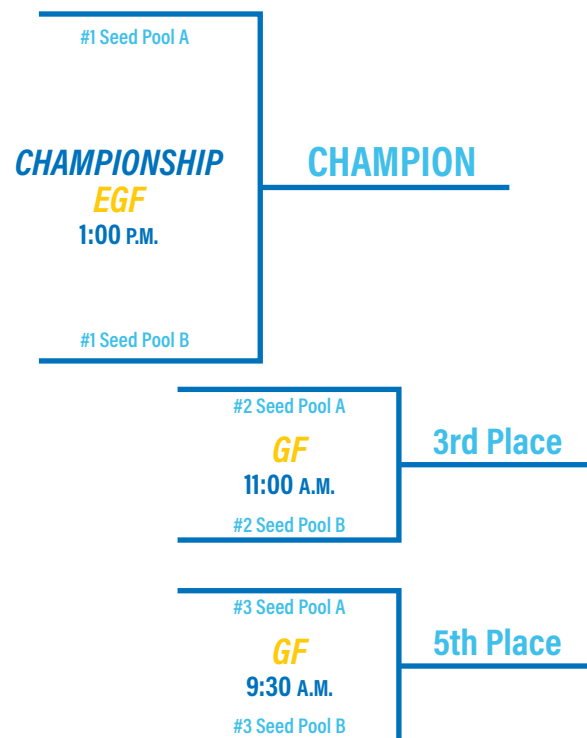 #1 Seed Pool A
CHAMPIONSHIP
EGF
1:00 P.M.
CHAMPION
#1 Seed Pool B
#2 Seed Pool A
GF
11:00 A.M.
3rd Place
#2 Seed Pool B
#3 Seed Pool A
GF
9:30 A.M.
5th Place
#3 Seed Pool B